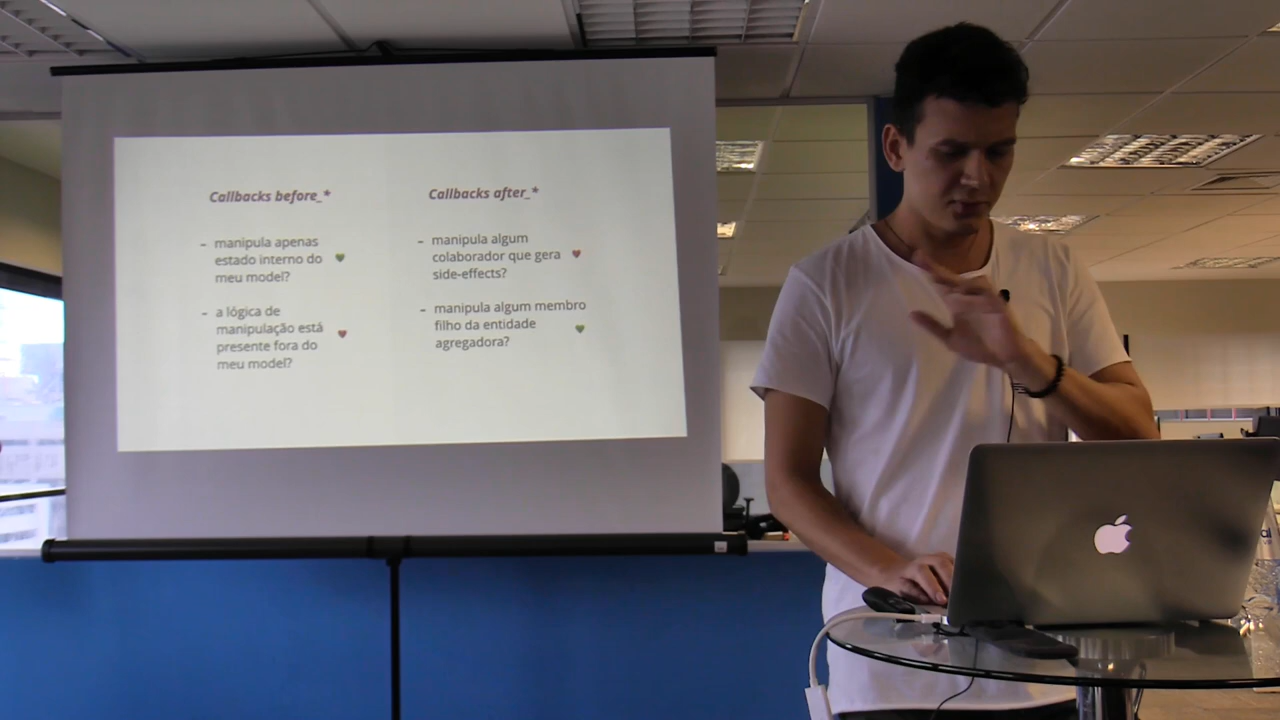 Callbacks before_*
– manipula apenas
estado interno do
meu model?
– a lógica de
manipulação está
presente fora do
meu model?
Callbacks after_*
– manipula algum
colaborador que gera
side-effects?
– manipula algum membro
filho da entidade
agregadora?